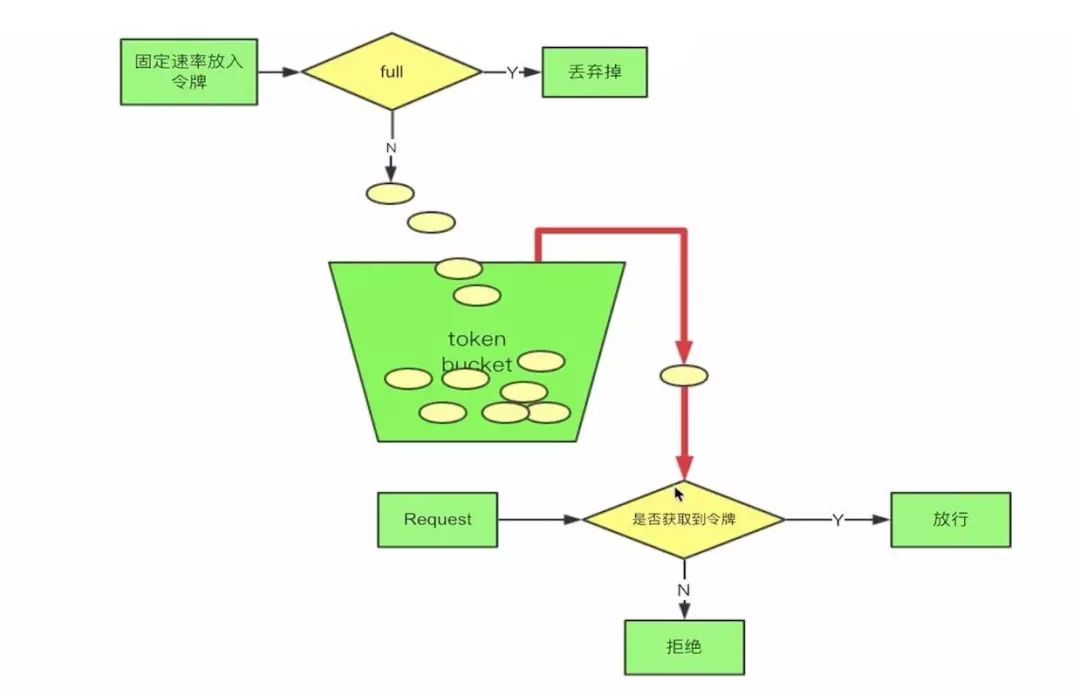 固定速率放入
令牌
full
Y
丢弃掉
N
token
bucket
Request
是否获取到令牌
Y
放行
N
拒绝